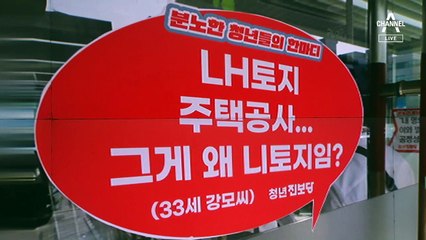 CHANNEL A
LIVE
분노한 청년들의 한마디
LH토지
주택공사...
그게 왜 니토지임?
(33세 강모씨) 청년진보당